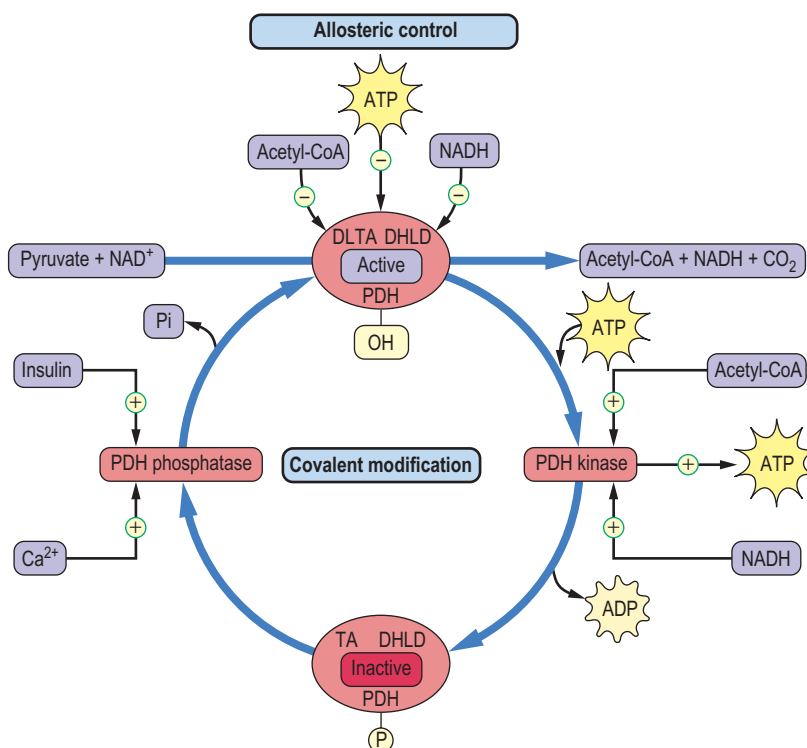 Allosteric control
ATP
Acetyl-CoA
NADH
−
−
−
DLTA DHLD
Active
PDH
OH
Pyruvate + NAD⁺
Acetyl-CoA + NADH + CO₂
Pi
ATP
Insulin
Acetyl-CoA
+
+
PDH phosphatase
Covalent modification
PDH kinase
+
ATP
+
+
Ca²⁺
NADH
ADP
TA DHLD
Inactive
PDH
P